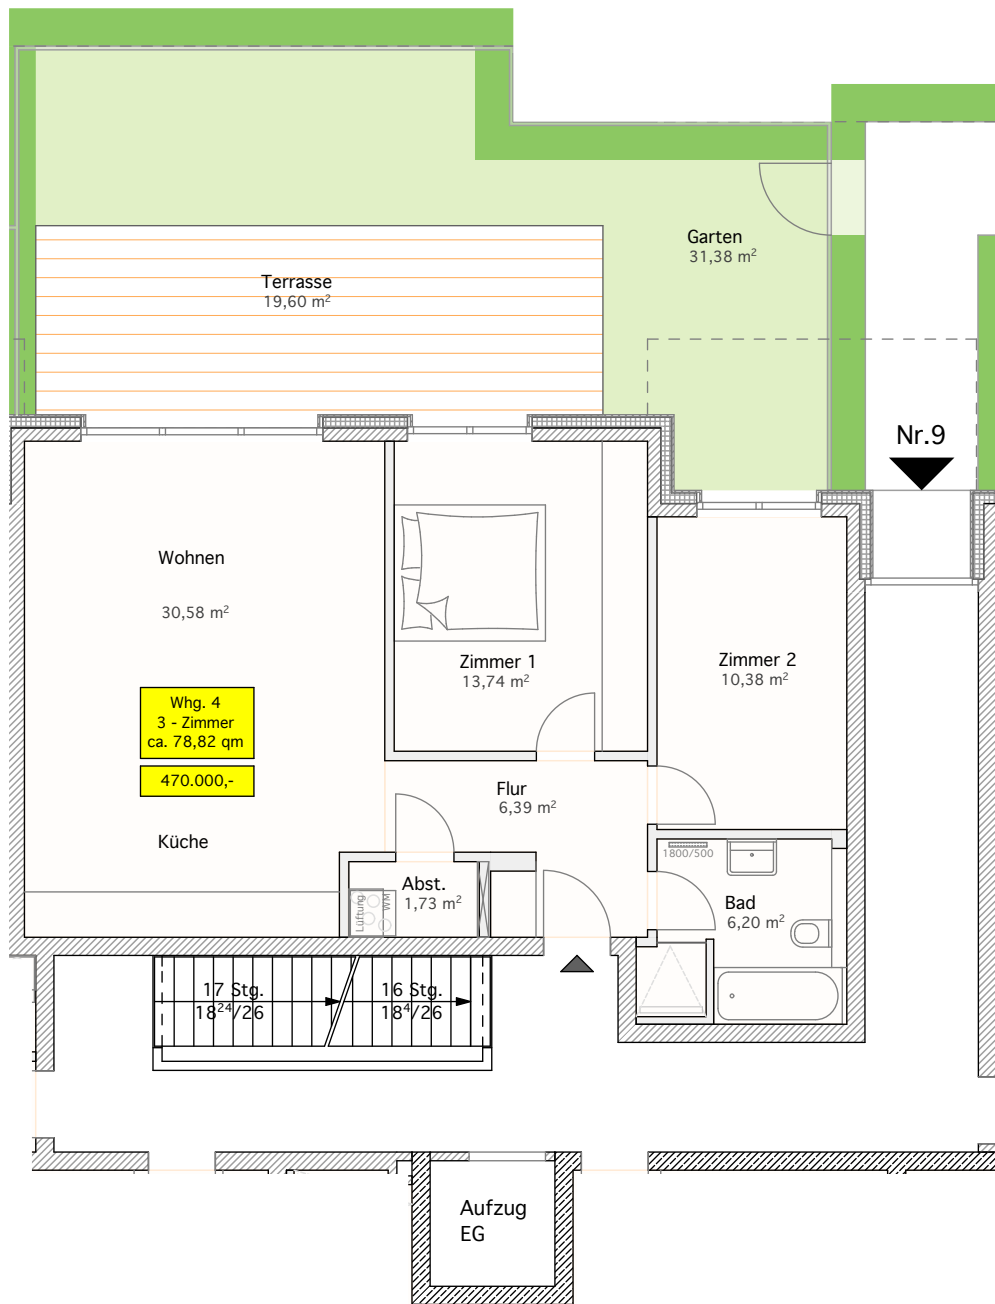 Garten
31,38 m²
Terrasse
19,60 m²
Nr.9
Wohnen
30,58 m²
Zimmer 1
13,74 m²
Zimmer 2
10,38 m²
Whg. 4
3 - Zimmer
ca. 78,82 qm
470.000,-
Flur
6,39 m²
Küche
1800/500
Abst.
1,73 m²
Lüftung
WM
Bad
6,20 m²
17 Stg.
18²⁴/26
16 Stg.
18⁴/26
Aufzug
EG